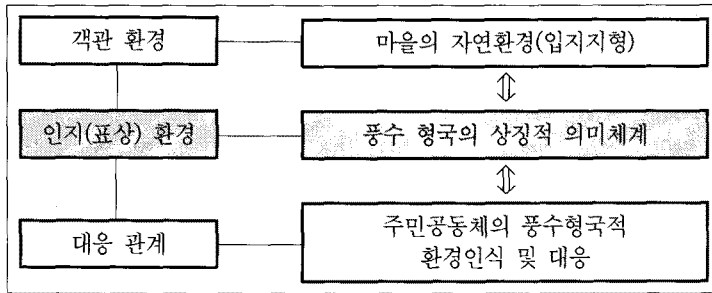 객관 환경
마을의 자연환경(입지지형)
인지(표상) 환경
풍수 형국의 상징적 의미체계
대응 관계
주민공동체의 풍수형국적
환경인식 및 대응